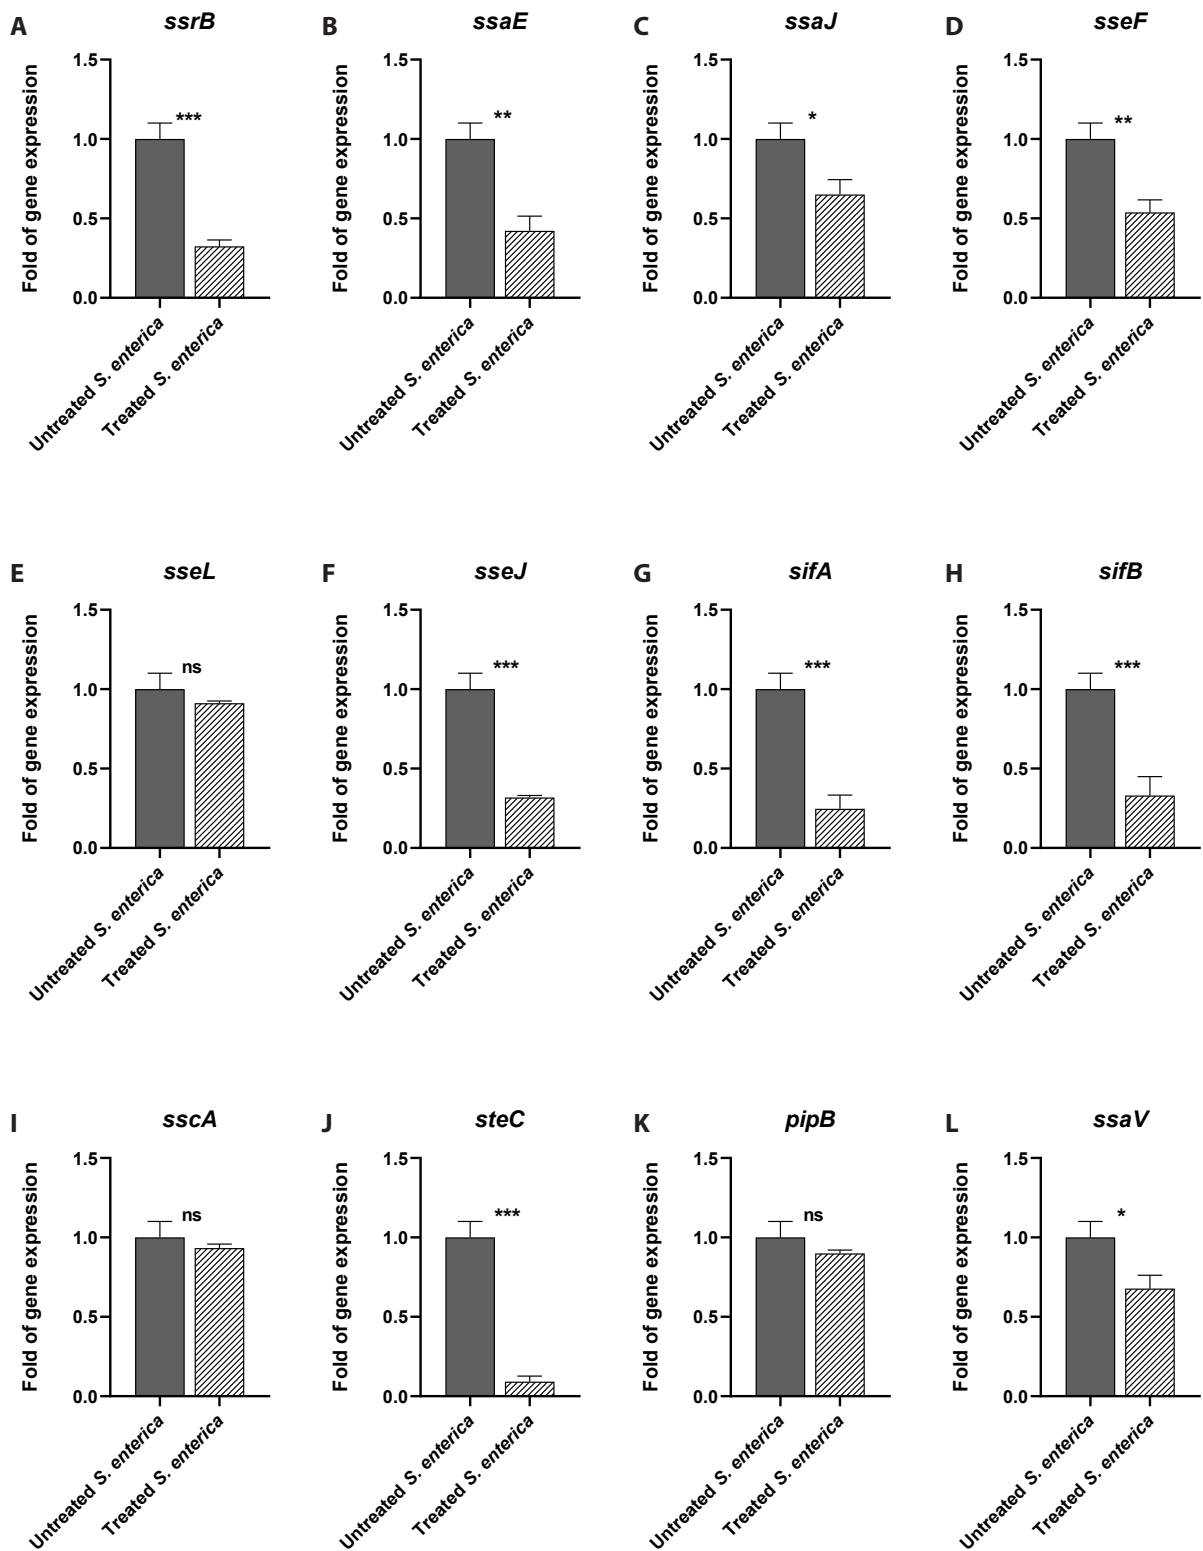 A ssrB
Fold of gene expression
1.5
1.0
0.5
0.0
***
Untreated S. enterica
Treated S. enterica
B ssaE
Fold of gene expression
1.5
1.0
0.5
0.0
**
Untreated S. enterica
Treated S. enterica
C ssaJ
Fold of gene expression
1.5
1.0
0.5
0.0
*
Untreated S. enterica
Treated S. enterica
D sseF
Fold of gene expression
1.5
1.0
0.5
0.0
**
Untreated S. enterica
Treated S. enterica
E sseL
Fold of gene expression
1.5
1.0
0.5
0.0
ns
Untreated S. enterica
Treated S. enterica
F sseJ
Fold of gene expression
1.5
1.0
0.5
0.0
***
Untreated S. enterica
Treated S. enterica
G sifA
Fold of gene expression
1.5
1.0
0.5
0.0
***
Untreated S. enterica
Treated S. enterica
H sifB
Fold of gene expression
1.5
1.0
0.5
0.0
***
Untreated S. enterica
Treated S. enterica
I sscA
Fold of gene expression
1.5
1.0
0.5
0.0
ns
Untreated S. enterica
Treated S. enterica
J steC
Fold of gene expression
1.5
1.0
0.5
0.0
***
Untreated S. enterica
Treated S. enterica
K pipB
Fold of gene expression
1.5
1.0
0.5
0.0
ns
Untreated S. enterica
Treated S. enterica
L ssaV
Fold of gene expression
1.5
1.0
0.5
0.0
*
Untreated S. enterica
Treated S. enterica